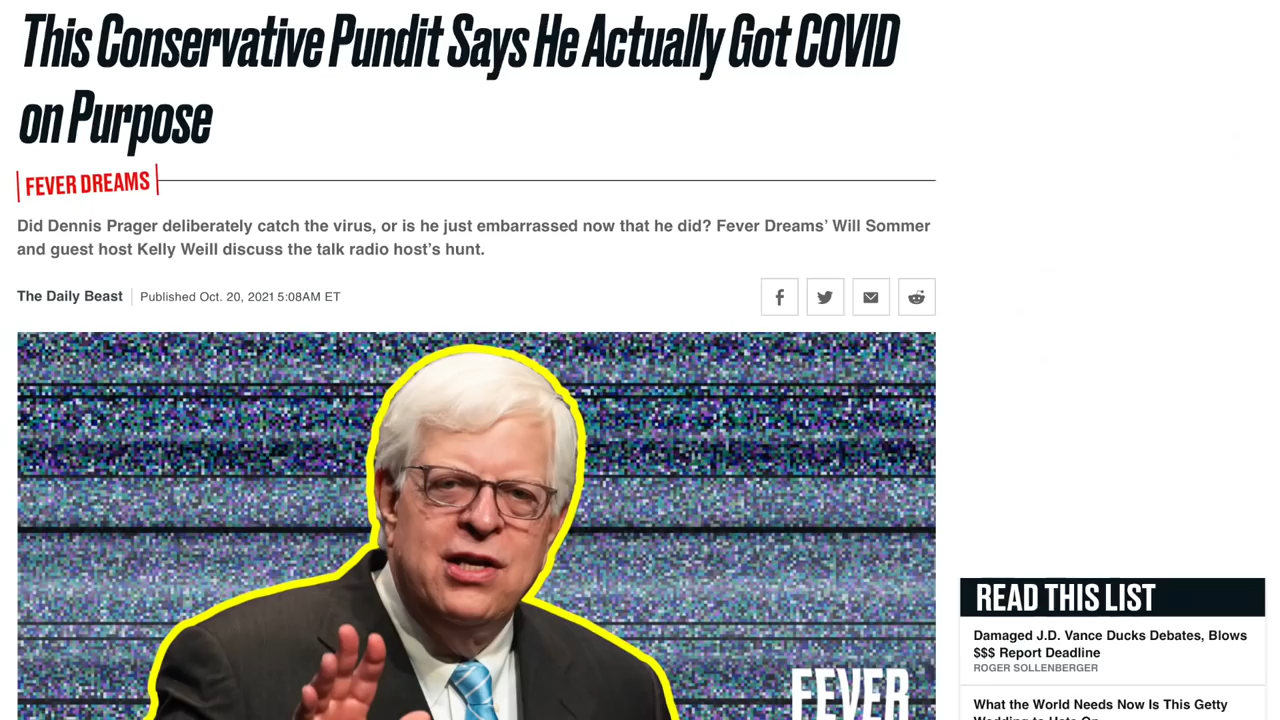 This Conservative Pundit Says He Actually Got COVID
on Purpose
FEVER DREAMS
Did Dennis Prager deliberately catch the virus, or is he just embarrassed now that he did? Fever Dreams’ Will Sommer
and guest host Kelly Weill discuss the talk radio host’s hunt.
The Daily Beast
Published Oct. 20, 2021 5:08AM ET
FEVER
READ THIS LIST
Damaged J.D. Vance Ducks Debates, Blows
$$$ Report Deadline
ROGER SOLLENBERGER
What the World Needs Now Is This Getty